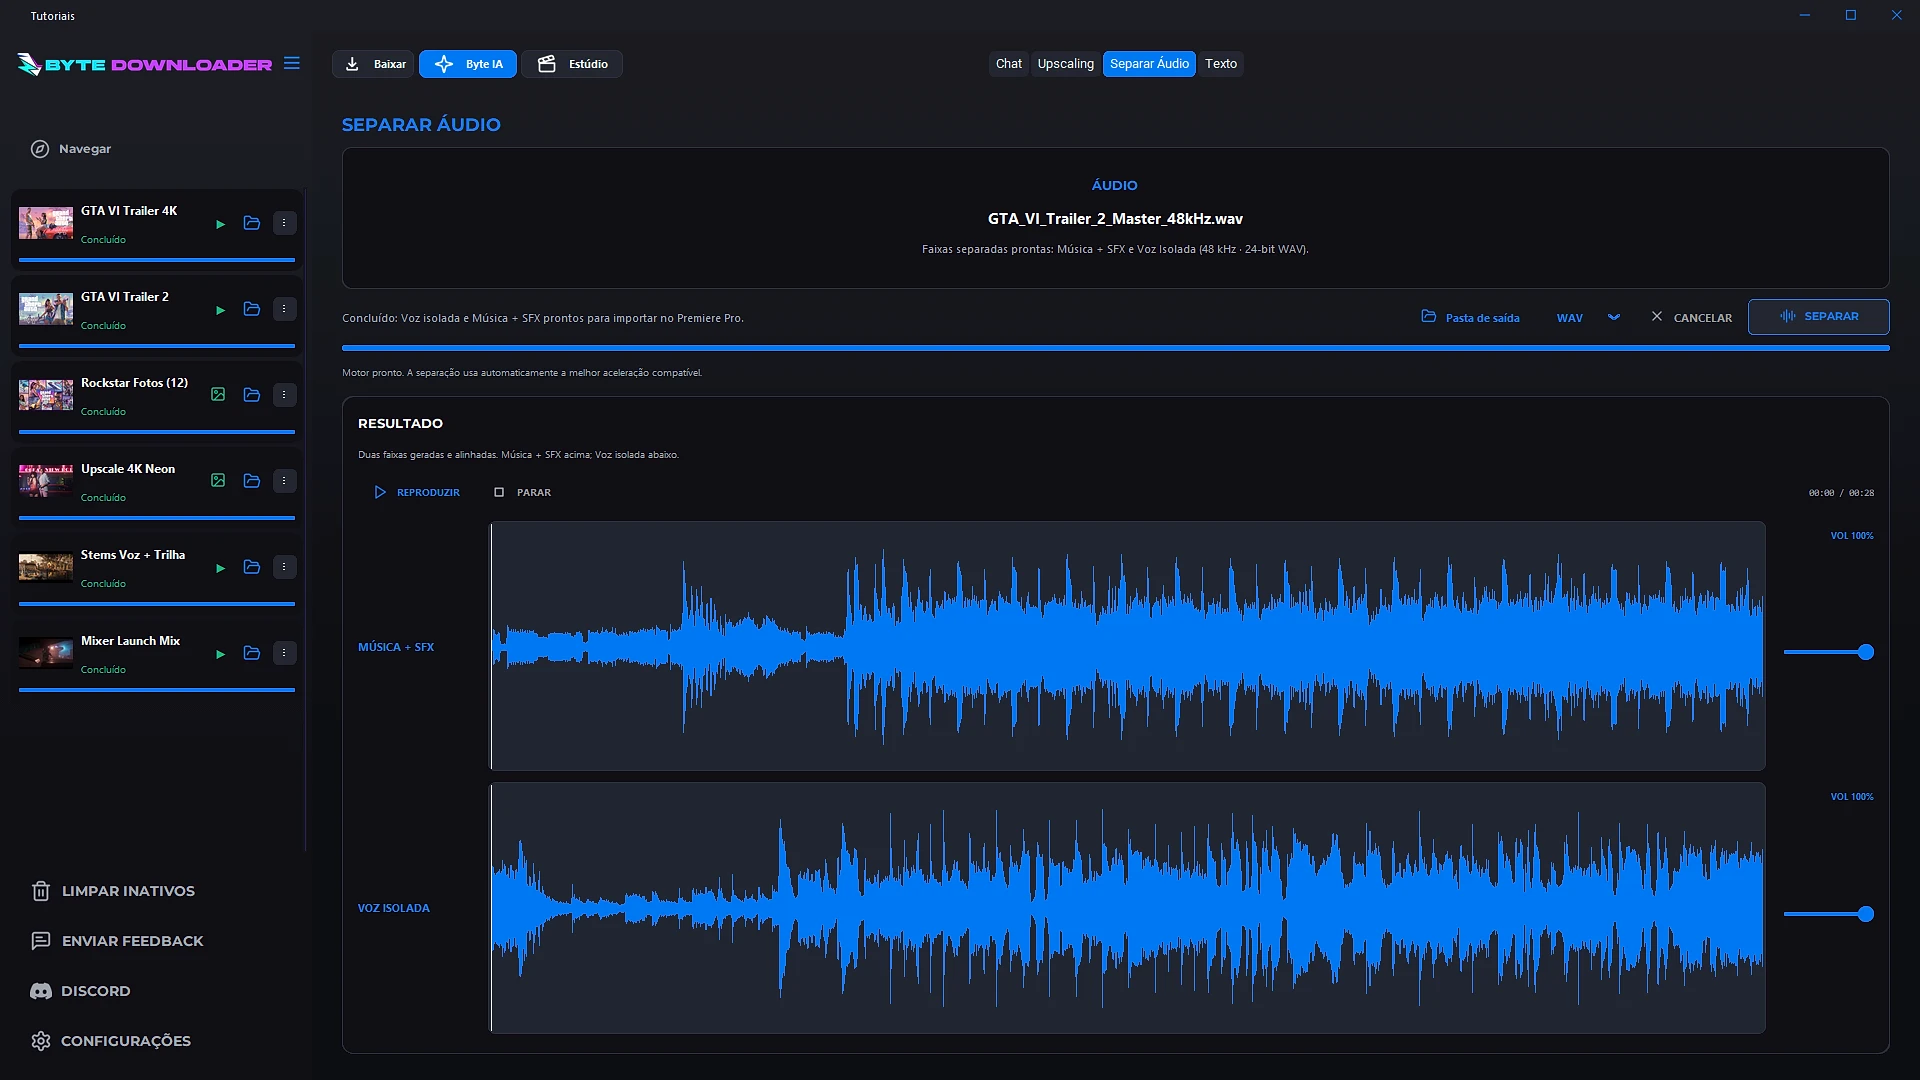 Tutoriais
BYTE DOWNLOADER
Baixar
Byte IA
Estúdio
Chat
Upscaling
Separar Áudio
Texto
Navegar
GTA VI Trailer 4K
Concluído
GTA VI Trailer 2
Concluído
Rockstar Fotos (12)
Concluído
Upscale 4K Neon
Concluído
Stems Voz + Trilha
Concluído
Mixer Launch Mix
Concluído
LIMPAR INATIVOS
ENVIAR FEEDBACK
DISCORD
CONFIGURAÇÕES
SEPARAR ÁUDIO
ÁUDIO
GTA_VI_Trailer_2_Master_48kHz.wav
Faixas separadas prontas: Música + SFX e Voz Isolada (48 kHz · 24-bit WAV).
Concluído: Voz isolada e Música + SFX prontos para importar no Premiere Pro.
Pasta de saída
WAV
CANCELAR
SEPARAR
Motor pronto. A separação usa automaticamente a melhor aceleração compatível.
RESULTADO
Duas faixas geradas e alinhadas. Música + SFX acima; Voz isolada abaixo.
REPRODUZIR
PARAR
00:00 / 00:28
MÚSICA + SFX
VOL 100%
VOZ ISOLADA
VOL 100%